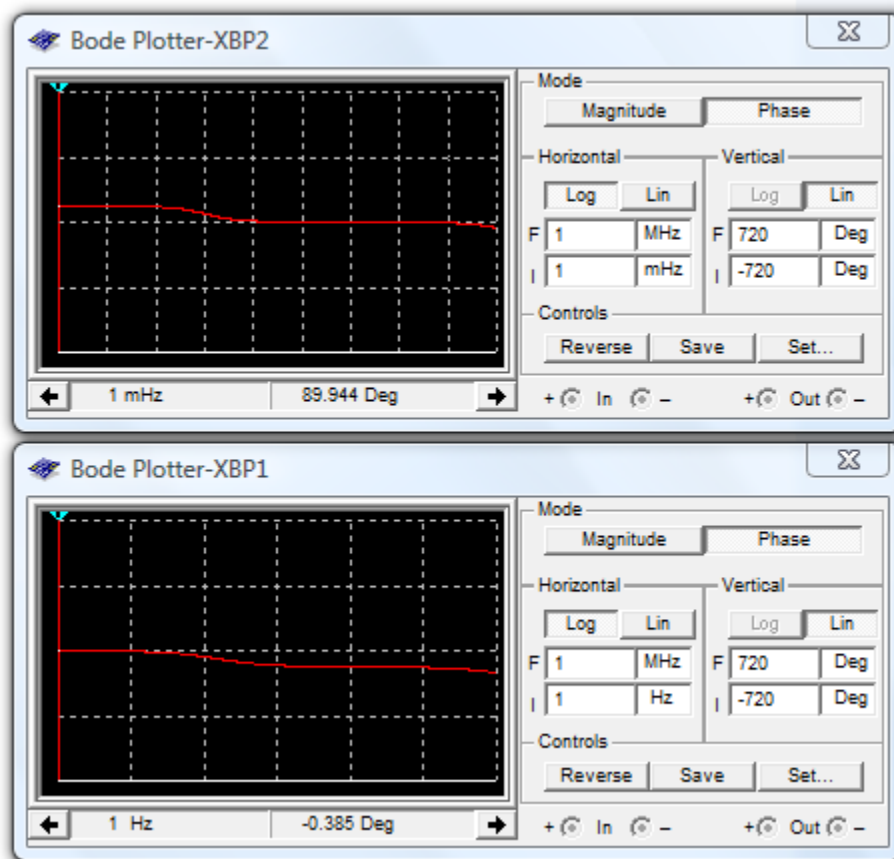 Bode Plotter-XBP2
Mode
Magnitude Phase
Horizontal Vertical
Log Lin Log Lin
F 1 MHz F 720 Deg
I 1 mHz I -720 Deg
Controls
Reverse Save Set...
1 mHz 89.944 Deg + In - + Out -
Bode Plotter-XBP1
Mode
Magnitude Phase
Horizontal Vertical
Log Lin Log Lin
F 1 MHz F 720 Deg
I 1 Hz I -720 Deg
Controls
Reverse Save Set...
1 Hz -0.385 Deg + In - + Out -